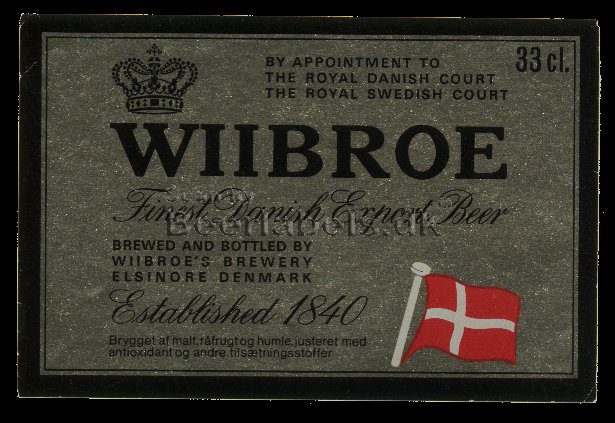 BY APPOINTMENT TO
THE ROYAL DANISH COURT
THE ROYAL SWEDISH COURT
33 cl.
WIIBROE
Finest Danish Export Beer
Beerlabels.dk
BREWED AND BOTTLED BY
WIIBROE'S BREWERY
ELSINORE DENMARK
Established 1840
Brygget af malt, råfrugt og humle, justeret med
antioxidant og andre tilsætningsstoffer